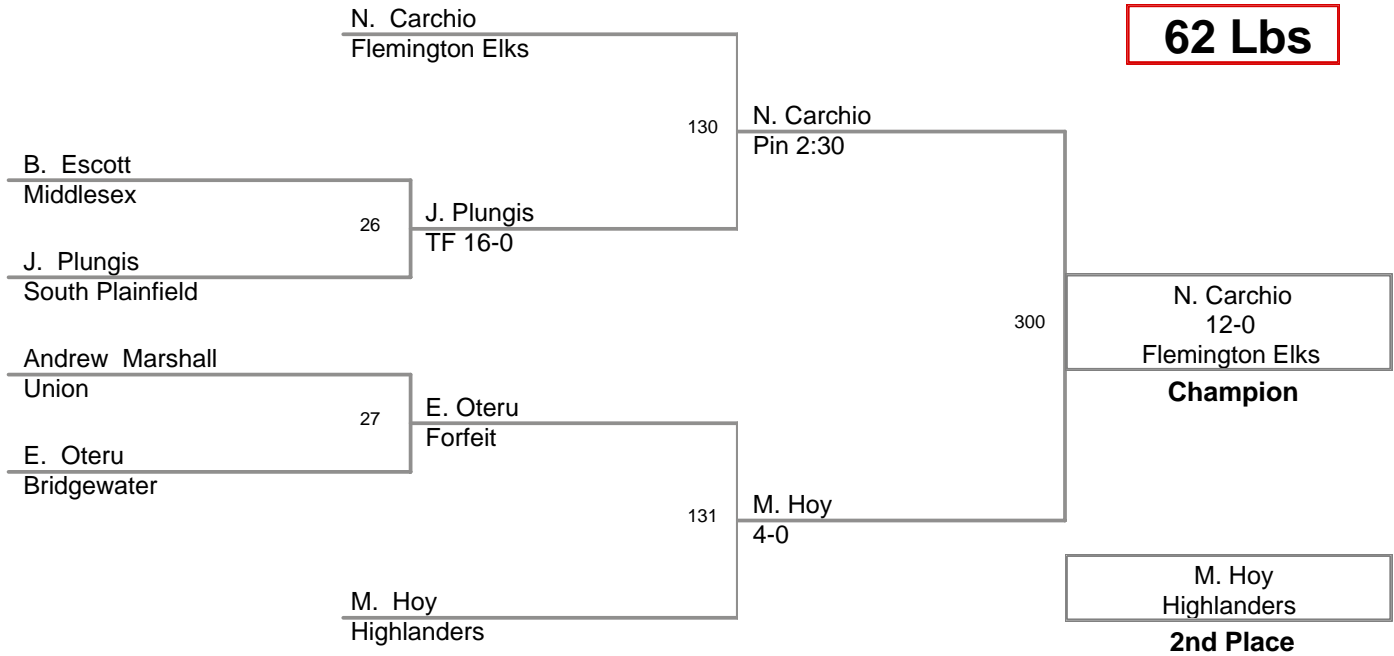 N. Carchio
Flemington Elks
62 Lbs
130
N. Carchio
Pin 2:30
B. Escott
Middlesex
26
J. Plungis
TF 16-0
J. Plungis
South Plainfield
300
N. Carchio
12-0
Flemington Elks
Champion
Andrew Marshall
Union
27
E. Oteru
Forfeit
E. Oteru
Bridgewater
131
M. Hoy
4-0
M. Hoy
Highlanders
M. Hoy
Highlanders
2nd Place